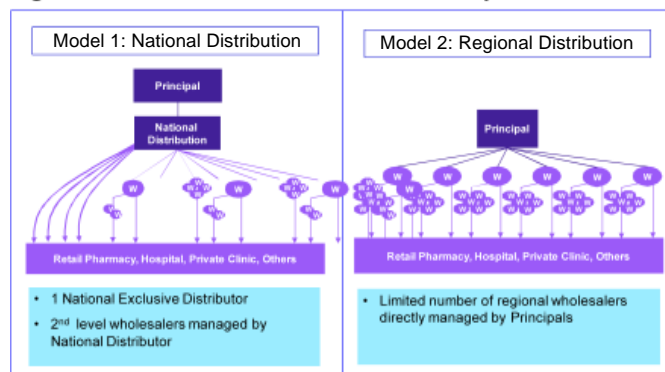 Model 1: National Distribution
Principal
National
Distribution
W
W
W
W
W
Retail Pharmacy, Hospital, Private Clinic, Others
• 1 National Exclusive Distributor
• 2nd level wholesalers managed by
National Distributor
Model 2: Regional Distribution
Principal
W
W
W
W
W
W
Retail Pharmacy, Hospital, Private Clinic, Others
• Limited number of regional wholesalers
directly managed by Principals